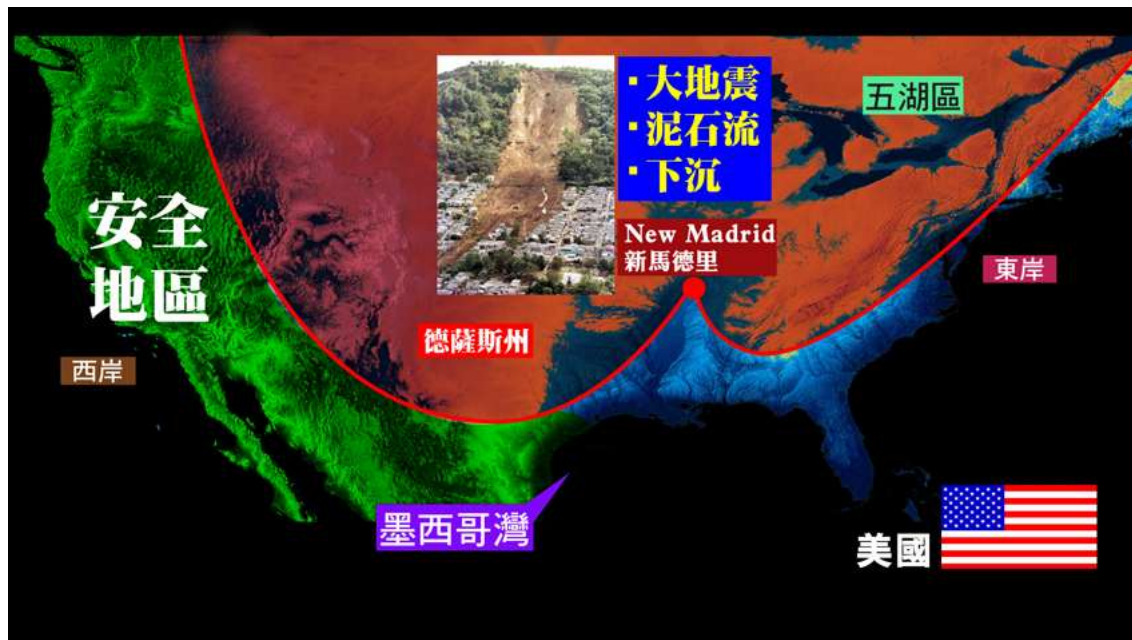 ▪大地震
▪泥石流
▪下沉
五湖區
安全
地區
New Madrid
新馬德里
東岸
德薩斯州
西岸
墨西哥灣
美國